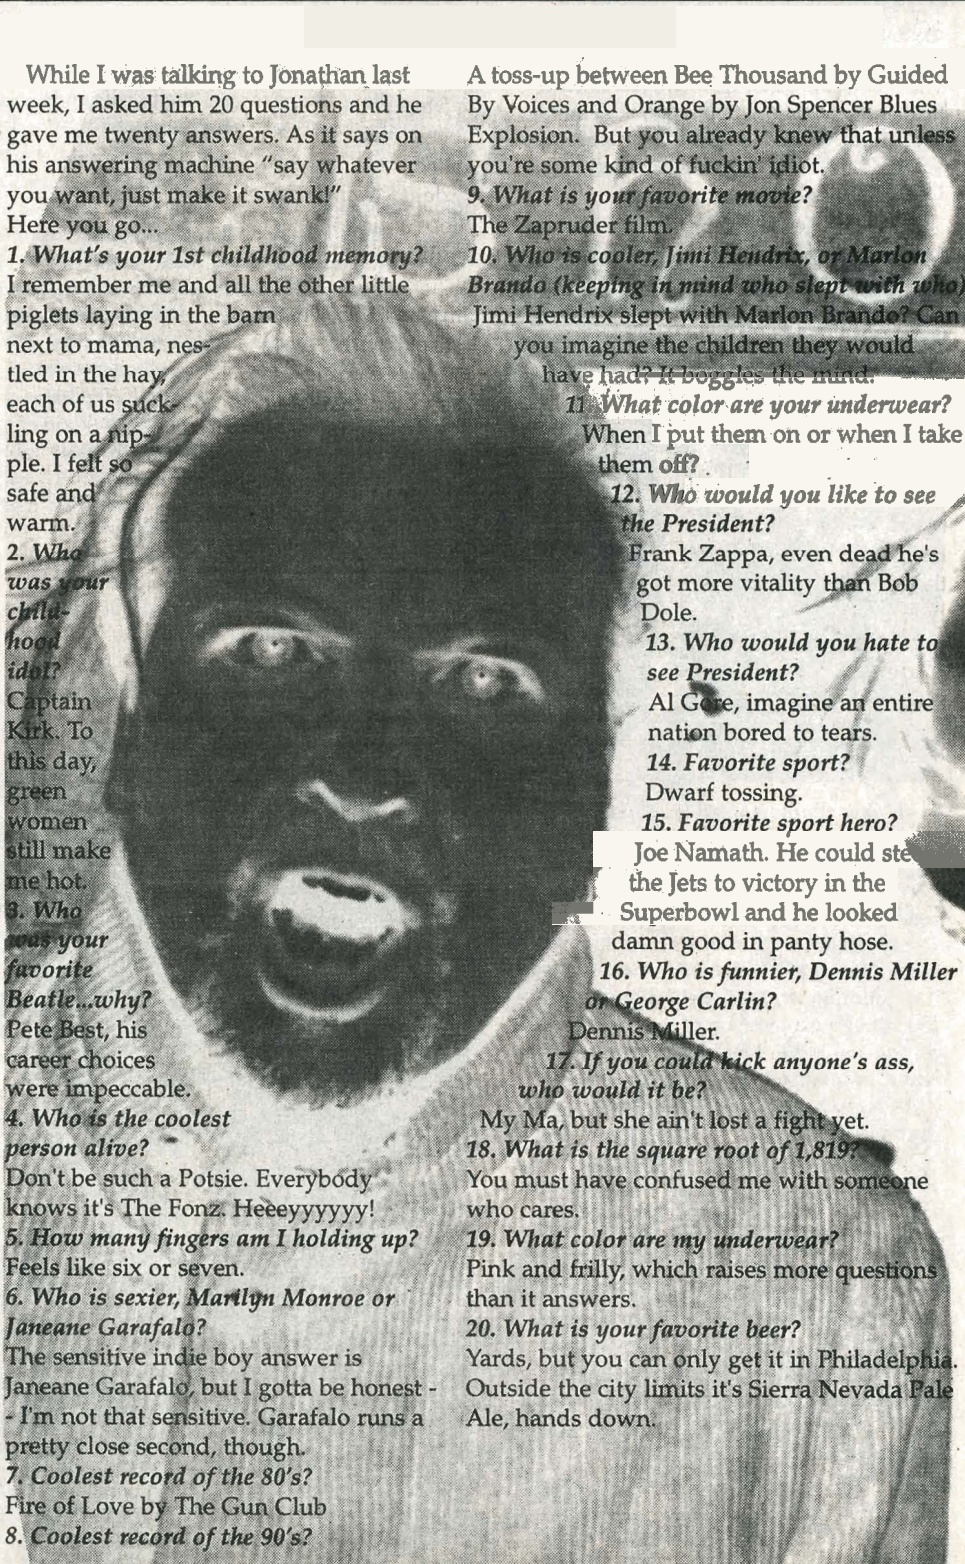 While I was talking to Jonathan last
week, I asked him 20 questions and he
gave me twenty answers. As it says on
his answering machine "say whatever
you want, just make it swank!"
Here you go...
1. What's your 1st childhood memory?
I remember me and all the other little
piglets laying in the barn
next to mama, nes-
tled in the hay,
each of us suck-
ling on a nip-
ple. I felt so
safe and
warm.
2. Who
was your
child-
hood
idol?
Captain
Kirk. To
this day,
green
women
still make
me hot.
3. Who
was your
favorite
Beatle...why?
Pete Best, his
career choices
were impeccable.
4. Who is the coolest
person alive?
Don't be such a Potsie. Everybody
knows it's The Fonz. Heeeyyyyyy!
5. How many fingers am I holding up?
Feels like six or seven.
6. Who is sexier, Marilyn Monroe or
Janeane Garafalo?
The sensitive indie boy answer is
Janeane Garafalo, but I gotta be honest -
- I'm not that sensitive. Garafalo runs a
pretty close second, though.
7. Coolest record of the 80's?
Fire of Love by The Gun Club
8. Coolest record of the 90's?
A toss-up between Bee Thousand by Guided
By Voices and Orange by Jon Spencer Blues
Explosion. But you already knew that unless
you're some kind of fuckin' idiot.
9. What is your favorite movie?
The Zapruder film.
10. Who is cooler, Jimi Hendrix, or Marlon
Brando (keeping in mind who slept with who)
Jimi Hendrix slept with Marlon Brando? Can
you imagine the children they would
have had? It boggles the mind.
11. What color are your underwear?
When I put them on or when I take
them off?
12. Who would you like to see
the President?
Frank Zappa, even dead he's
got more vitality than Bob
Dole.
13. Who would you hate to
see President?
Al Gore, imagine an entire
nation bored to tears.
14. Favorite sport?
Dwarf tossing.
15. Favorite sport hero?
Joe Namath. He could
the Jets to victory in the
Superbowl and he looked
damn good in panty hose.
16. Who is funnier, Dennis Miller
or George Carlin?
Dennis Miller.
17. If you could kick anyone's ass,
who would it be?
My Ma, but she ain't lost a fight yet.
18. What is the square root of 1,819?
You must have confused me with someone
who cares.
19. What color are my underwear?
Pink and frilly, which raises more questions
than it answers.
20. What is your favorite beer?
Yards, but you can only get it in Philadelphia.
Outside the city limits it's Sierra Nevada Pale
Ale, hands down.